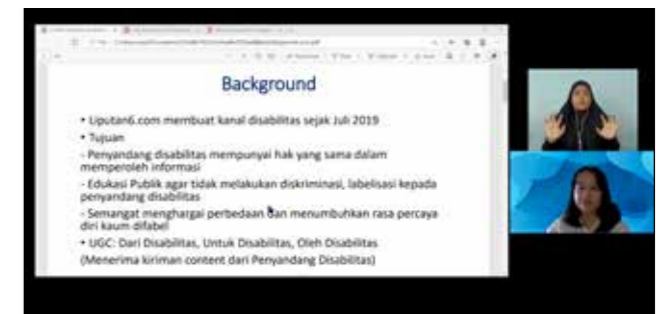 Background
• Liputan6.com membuat kanal disabilitas sejak Juli 2019
• Tujuan
- Penyandang disabilitas mempunyai hak yang sama dalam
memperoleh informasi
- Edukasi Publik agar tidak melakukan diskriminasi, labelisasi kepada
penyandang disabilitas
- Semangat menghargai perbedaan dan menumbuhkan rasa percaya
diri kaum difabel
• UGC: Dari Disabilitas, Untuk Disabilitas, Oleh Disabilitas
(Menerima kiriman content dari Penyandang Disabilitas)